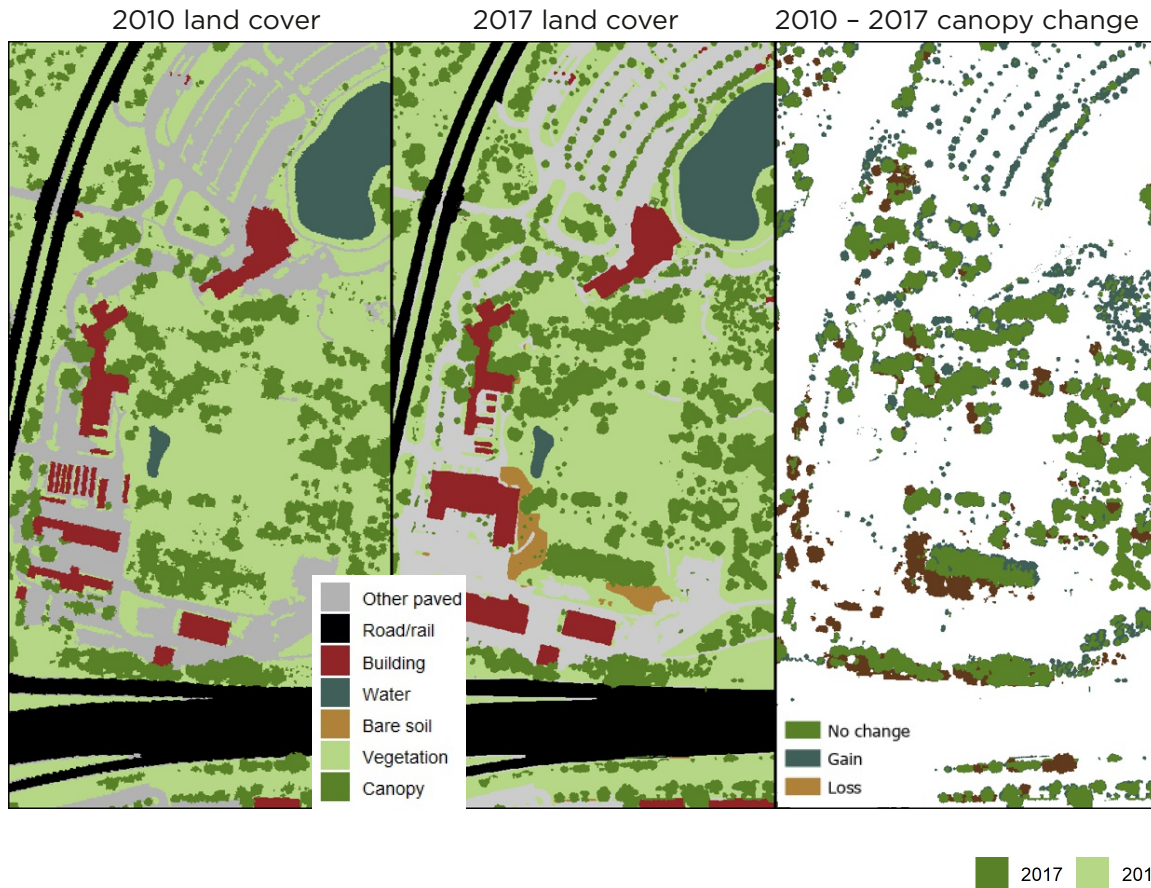 2010 land cover
2017 land cover
2010 – 2017 canopy change
Other paved
Road/rail
Building
Water
Bare soil
Vegetation
Canopy
No change
Gain
Loss
2017